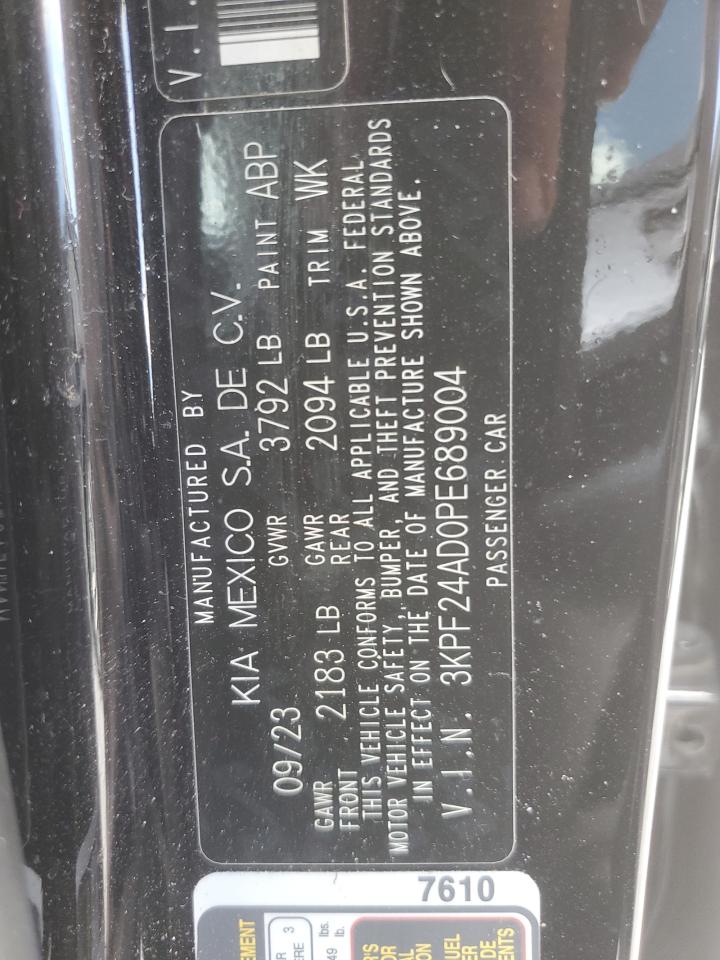 V.I.
MANUFACTURED BY
KIA MEXICO S.A. DE C.V.
09/23 GVWR 3792 LB PAINT ABP
GAWR FRONT 2183 LB GAWR REAR 2094 LB TRIM WK
THIS VEHICLE CONFORMS TO ALL APPLICABLE U.S.A. FEDERAL
MOTOR VEHICLE SAFETY, BUMPER, AND THEFT PREVENTION STANDARDS
IN EFFECT ON THE DATE OF MANUFACTURE SHOWN ABOVE.
V.I.N. 3KPF24AD0PE689004
PASSENGER CAR
7610